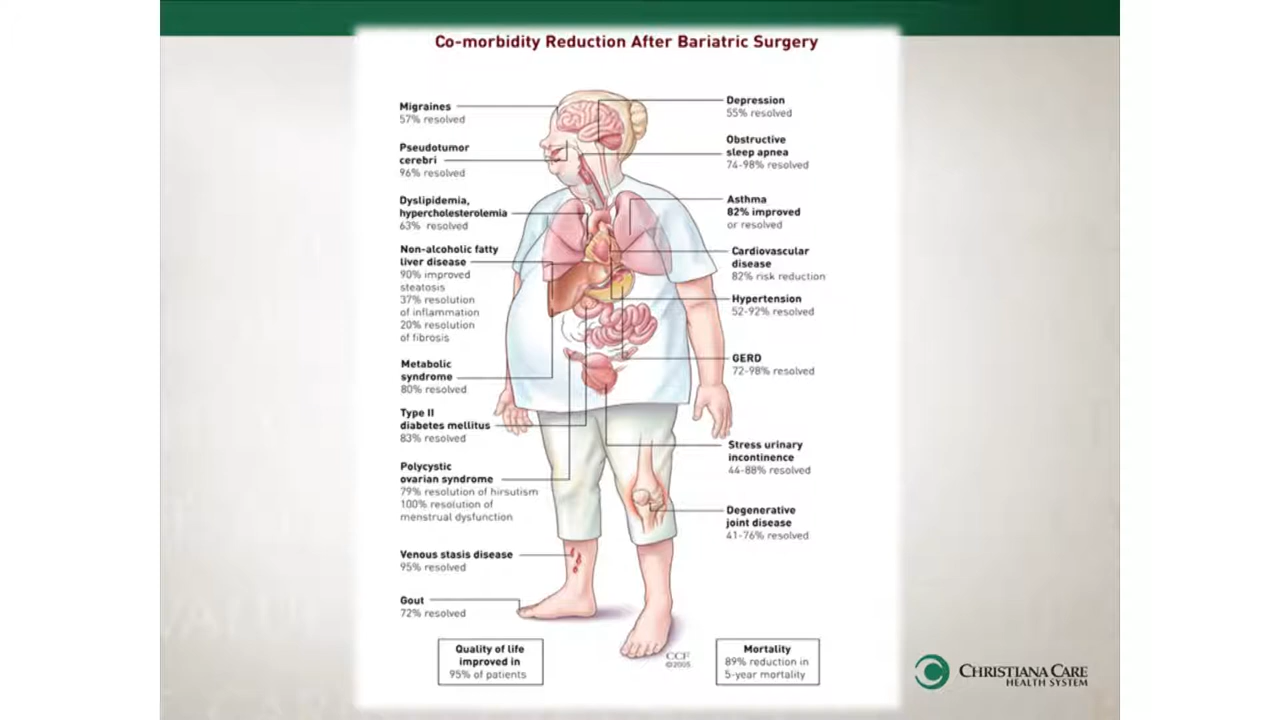 Co-morbidity Reduction After Bariatric Surgery
Migraines
57% resolved
Pseudotumor
cerebri
96% resolved
Dyslipidemia,
hypercholesterolemia
63% resolved
Non-alcoholic fatty
liver disease
90% improved
steatosis
37% resolution
of inflammation
20% resolution
of fibrosis
Metabolic
syndrome
80% resolved
Type II
diabetes mellitus
83% resolved
Polycystic
ovarian syndrome
79% resolution of hirsutism
100% resolution of
menstrual dysfunction
Venous stasis disease
95% resolved
Gout
72% resolved
Depression
55% resolved
Obstructive
sleep apnea
74-98% resolved
Asthma
82% improved
or resolved
Cardiovascular
disease
82% risk reduction
Hypertension
52-92% resolved
GERD
72-98% resolved
Stress urinary
incontinence
44-88% resolved
Degenerative
joint disease
41-76% resolved
Quality of life
improved in
95% of patients
CCF
©2005
Mortality
89% reduction in
5-year mortality
CHRISTIANA CARE
HEALTH SYSTEM